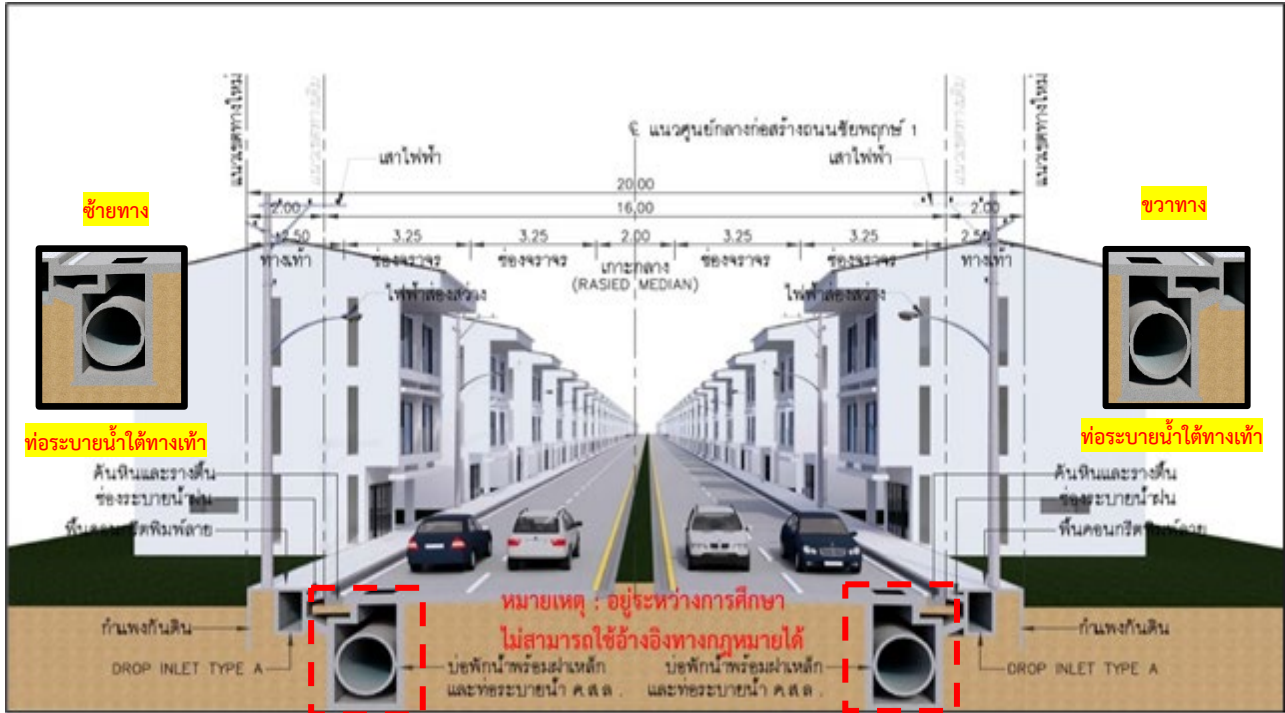 แนวเขตทางใหม่
แนวเขตทางเดิม
℄ แนวศูนย์กลางก่อสร้างถนนชัยพฤกษ์ 1
แนวเขตทางเดิม
แนวเขตทางใหม่
เสาไฟฟ้า
เสาไฟฟ้า
20.00
2.00
16.00
2.00
2.50
3.25
3.25
2.00
3.25
3.25
2.50
ทางเท้า
ช่องจราจร
ช่องจราจร
เกาะกลาง
ช่องจราจร
ช่องจราจร
ทางเท้า
(RASIED MEDIAN)
ซ้ายทาง
ขวาทาง
ไฟฟ้าส่องสว่าง
ไฟฟ้าส่องสว่าง
ท่อระบายน้ำใต้ทางเท้า
ท่อระบายน้ำใต้ทางเท้า
คันหินและรางตื้น
คันหินและรางตื้น
ช่องระบายน้ำฝน
ช่องระบายน้ำฝน
พื้นคอนกรีตพิมพ์ลาย
พื้นคอนกรีตพิมพ์ลาย
หมายเหตุ : อยู่ระหว่างการศึกษา
ไม่สามารถใช้อ้างอิงทางกฎหมายได้
กำแพงกันดิน
กำแพงกันดิน
DROP INLET TYPE A
บ่อพักน้ำพร้อมฝาเหล็ก
และท่อระบายน้ำ ค.ส.ล.
บ่อพักน้ำพร้อมฝาเหล็ก
และท่อระบายน้ำ ค.ส.ล.
DROP INLET TYPE A